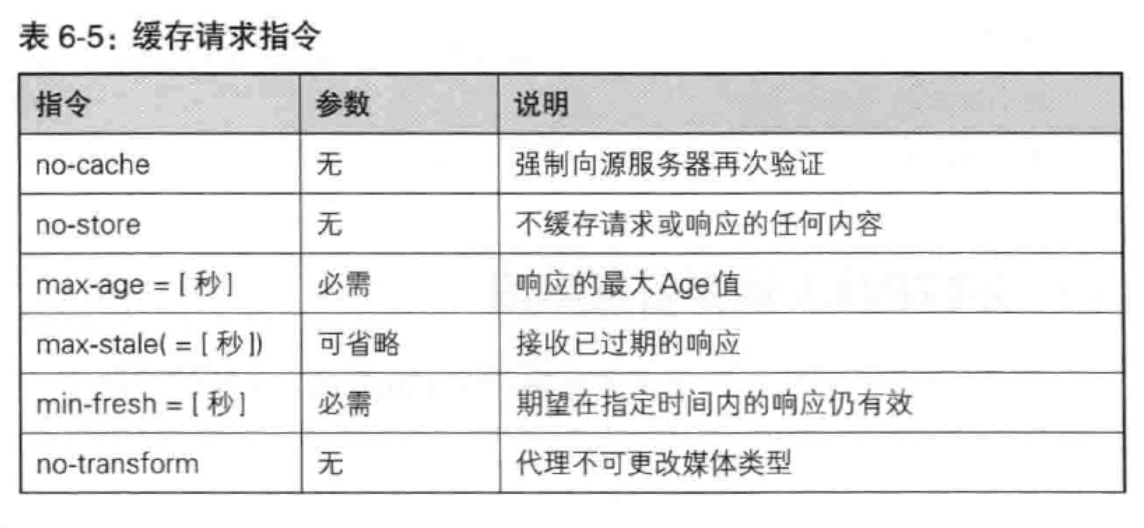 表 6-5：缓存请求指令
指令 参数 说明
no-cache 无 强制向源服务器再次验证
no-store 无 不缓存请求或响应的任何内容
max-age = [ 秒 ] 必需 响应的最大Age值
max-stale( = [ 秒 ]) 可省略 接收已过期的响应
min-fresh = [ 秒 ] 必需 期望在指定时间内的响应仍有效
no-transform 无 代理不可更改媒体类型